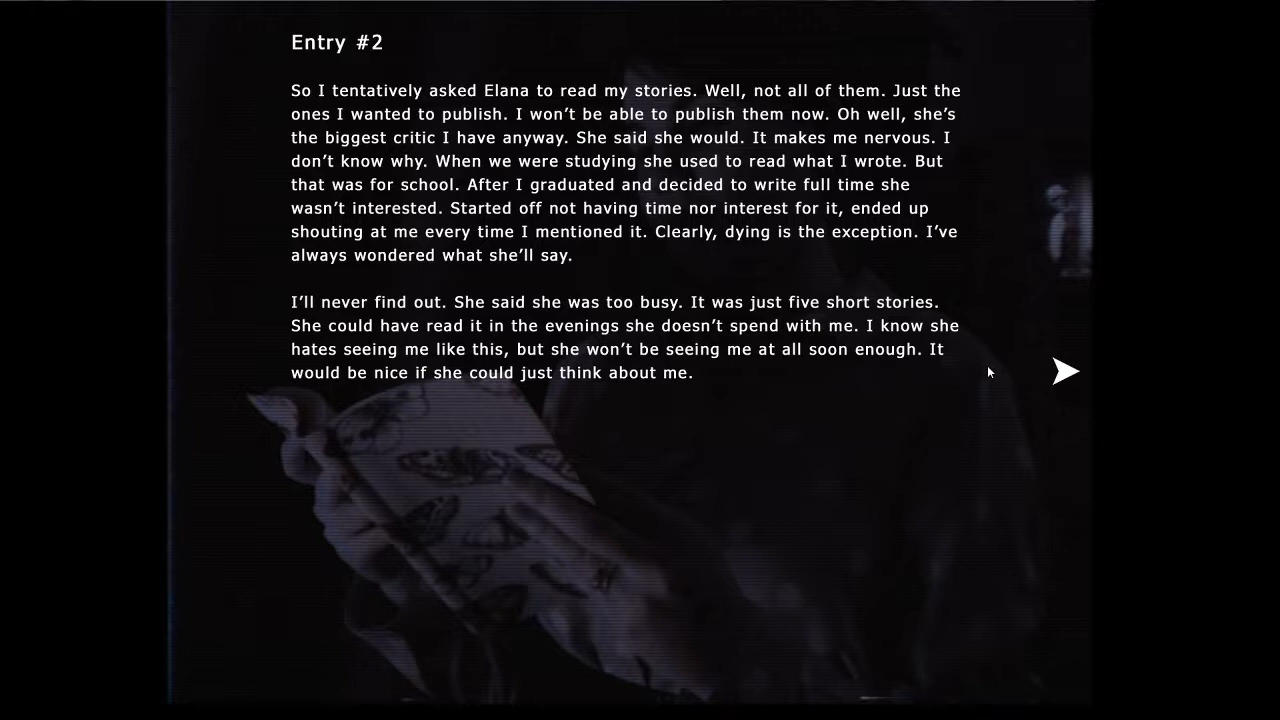 Entry #2
So I tentatively asked Elana to read my stories. Well, not all of them. Just the
ones I wanted to publish. I won't be able to publish them now. Oh well, she's
the biggest critic I have anyway. She said she would. It makes me nervous. I
don't know why. When we were studying she used to read what I wrote. But
that was for school. After I graduated and decided to write full time she
wasn't interested. Started off not having time nor interest for it, ended up
shouting at me every time I mentioned it. Clearly, dying is the exception. I've
always wondered what she'll say.
I'll never find out. She said she was too busy. It was just five short stories.
She could have read it in the evenings she doesn't spend with me. I know she
hates seeing me like this, but she won't be seeing me at all soon enough. It
would be nice if she could just think about me.